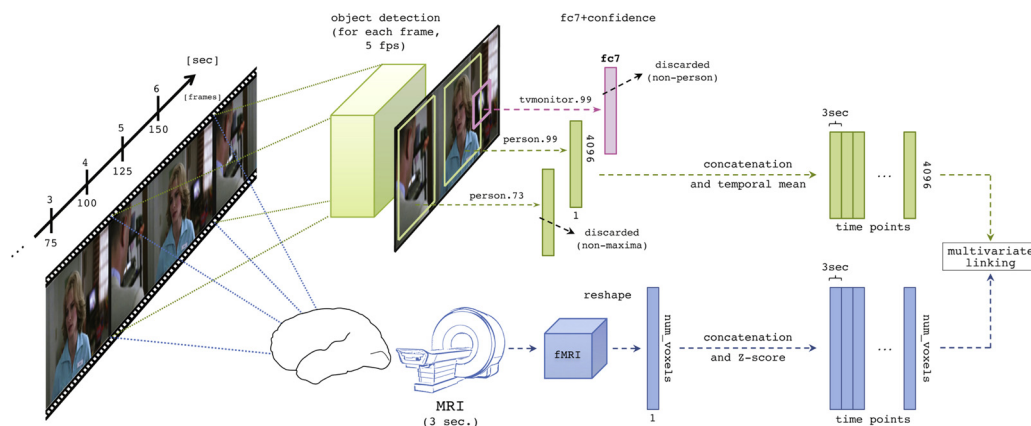 object detection
(for each frame,
5 fps)
fc7+confidence
[sec]
[frames]
6
150
5
125
4
100
3
75
...
fc7
discarded
(non-person)
tvmonitor.99
person.99
4096
1
person.73
discarded
(non-maxima)
concatenation
and temporal mean
3sec
...
4096
time points
multivariate
linking
MRI
(3 sec.)
fMRI
reshape
num_voxels
1
concatenation
and Z-score
3sec
...
num_voxels
time points